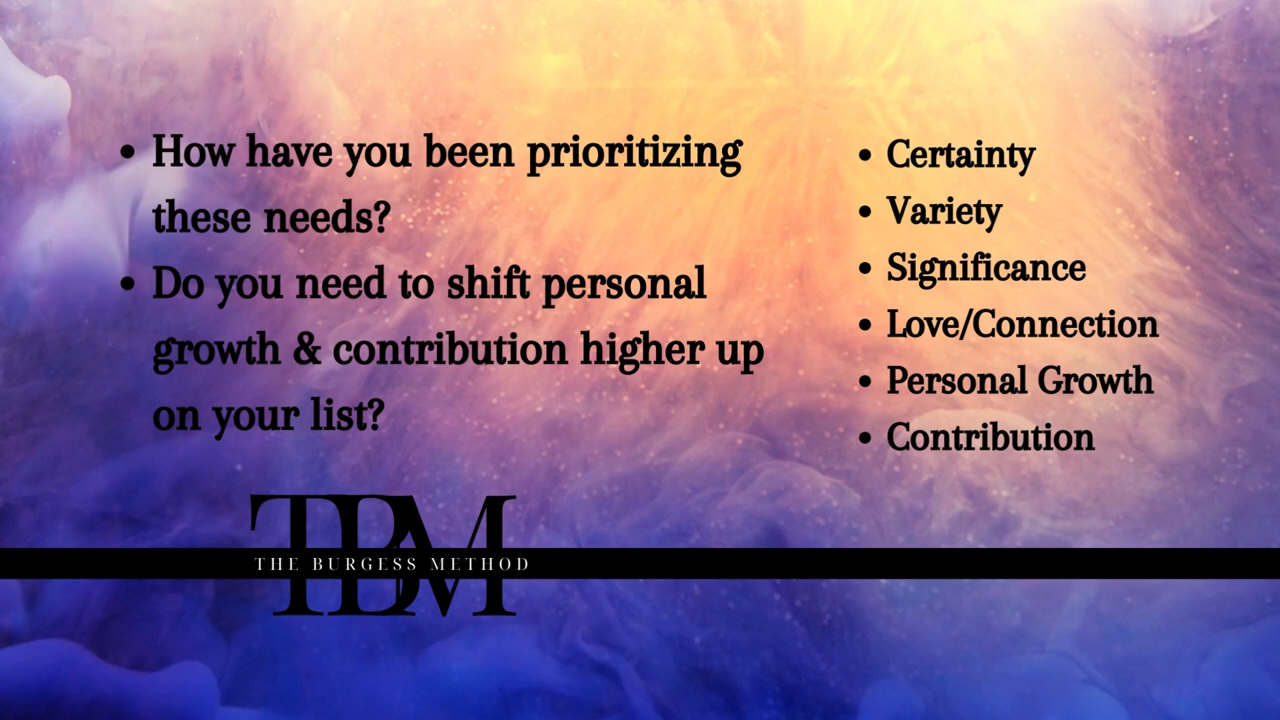 • How have you been prioritizing
these needs?
• Do you need to shift personal
growth & contribution higher up
on your list?
• Certainty
• Variety
• Significance
• Love/Connection
• Personal Growth
• Contribution
TBM
THE BURGESS METHOD